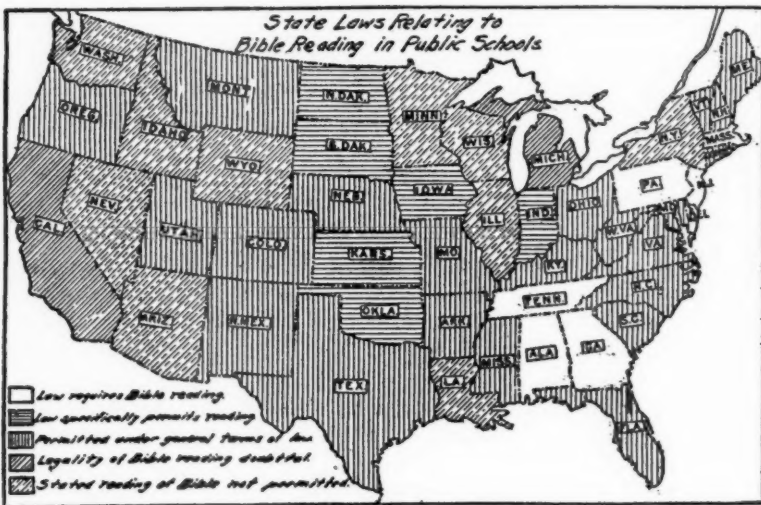 State Laws Relating to
Bible Reading in Public Schools
WASH.
MONT
N.DAK.
MINN
ME.
VT.
N.H.
OREG.
IDAHO
S.DAK.
WIS.
MICH.
N.Y.
MASS
WYO
IOWA
PA.
NEV.
NEB.
ILL
IND.
OHIO
CAL.
UTAH
COLO.
KANS.
MO
W.VA
VA.
KY.
ARIZ
N.MEX.
OKLA.
ARK
TENN.
N.C.
S.C.
TEX.
LA.
MISS.
ALA
GA.
FLA
Law requires Bible reading.
Law specifically permits reading.
Permitted under general terms of law.
Legality of Bible reading doubtful.
Stated reading of Bible not permitted.